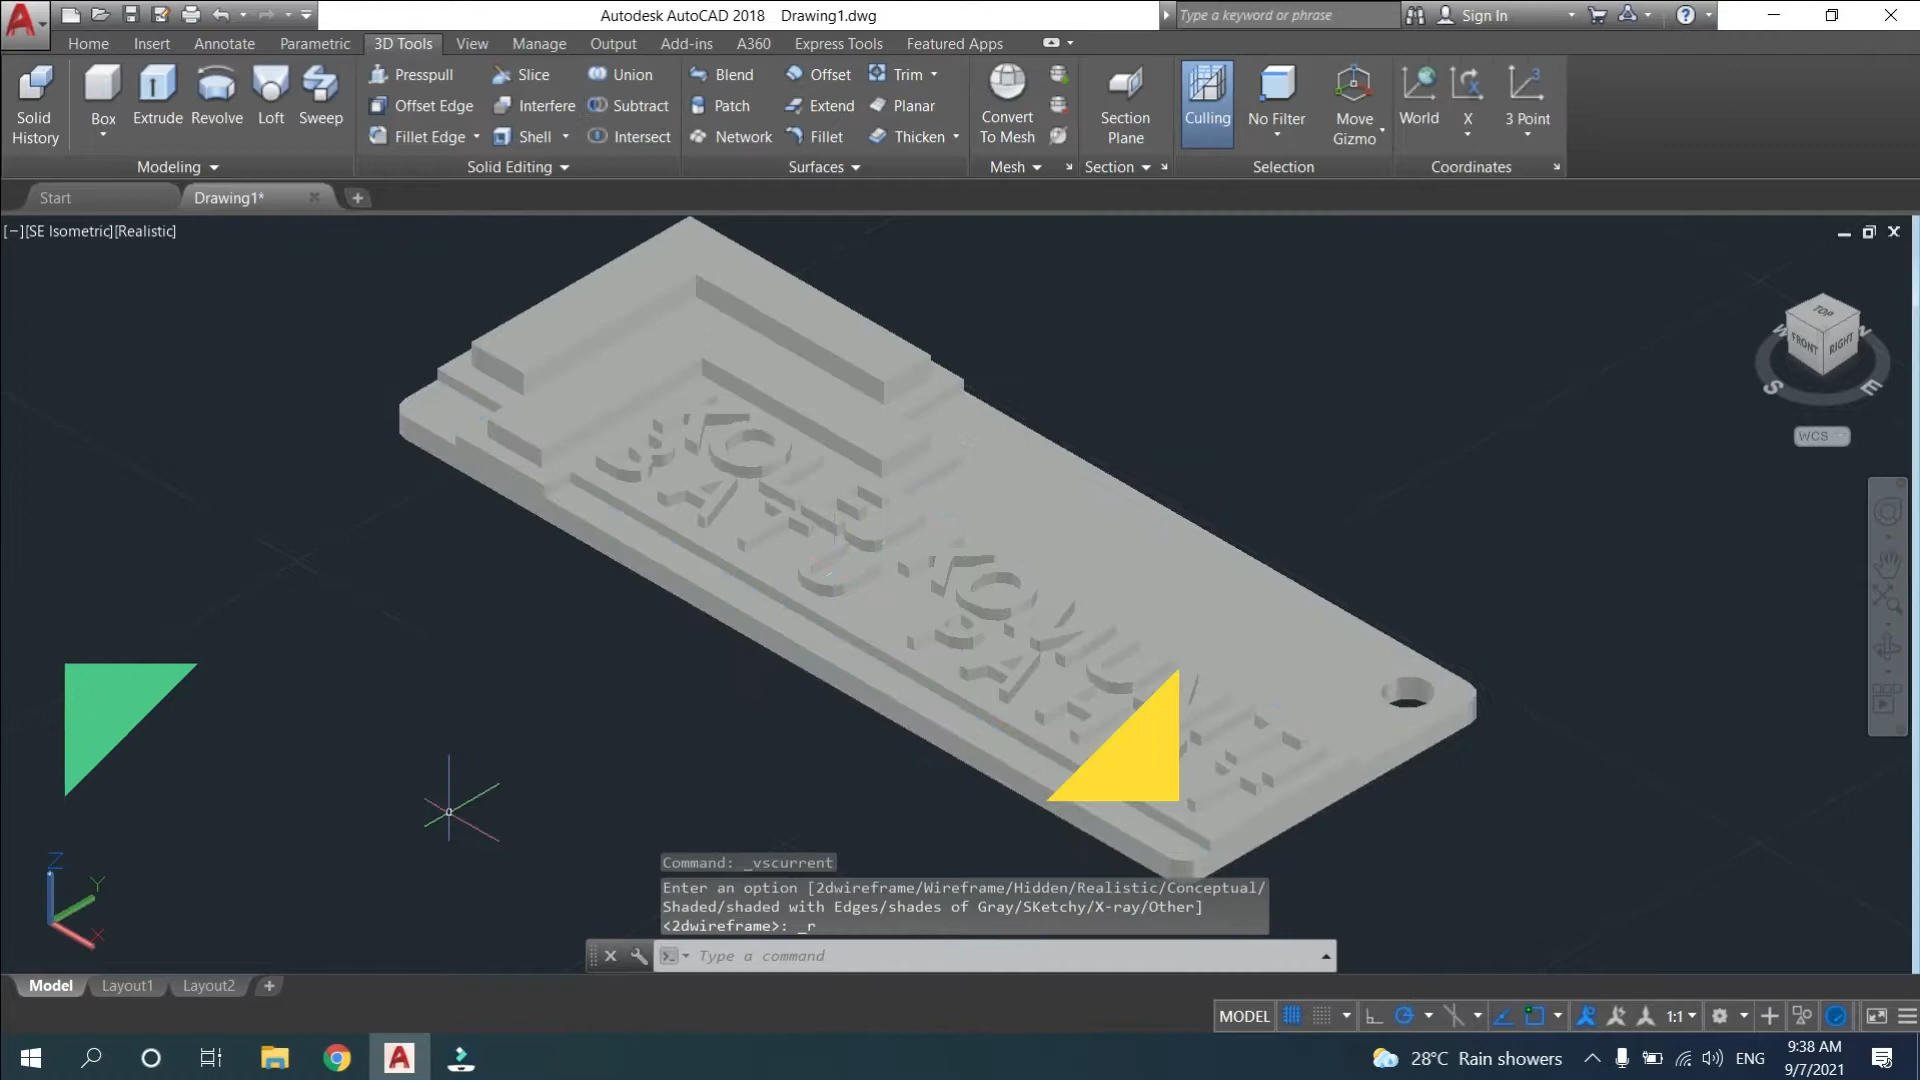 Autodesk AutoCAD 2018 Drawing1.dwg
Type a keyword or phrase
Sign In
Home Insert Annotate Parametric 3D Tools View Manage Output Add-ins A360 Express Tools Featured Apps
Solid History
Box Extrude Revolve Loft Sweep
Modeling
Presspull Slice Union
Offset Edge Interfere Subtract
Fillet Edge Shell Intersect
Solid Editing
Blend Offset Trim
Patch Extend Planar
Network Fillet Thicken
Surfaces
Convert To Mesh
Mesh
Section Plane
Section
Culling No Filter Move Gizmo
Selection
World X 3 Point
Coordinates
Start Drawing1*
[−][SE Isometric][Realistic]
TOP
FRONT RIGHT
W N
S E
WCS
Z
Y
X
Command: _vscurrent
Enter an option [2dwireframe/Wireframe/Hidden/Realistic/Conceptual/
Shaded/shaded with Edges/shades of Gray/SKetchy/X-ray/Other]
<2dwireframe>: _r
Type a command
Model Layout1 Layout2
MODEL 1:1
28°C Rain showers ENG 9:38 AM
9/7/2021